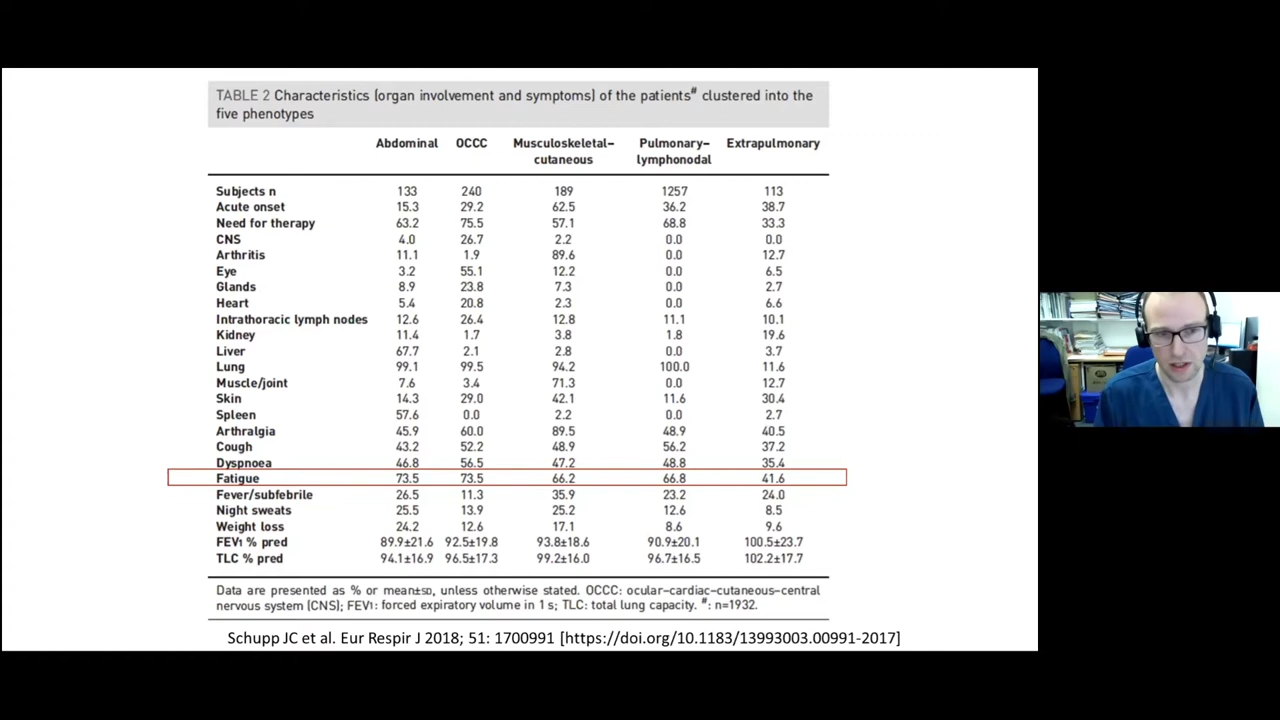 TABLE 2 Characteristics (organ involvement and symptoms) of the patients# clustered into the
five phenotypes
Abdominal OCCC Musculoskeletal– Pulmonary– Extrapulmonary
cutaneous lymphonodal
Subjects n 133 240 189 1257 113
Acute onset 15.3 29.2 62.5 36.2 38.7
Need for therapy 63.2 75.5 57.1 68.8 33.3
CNS 4.0 26.7 2.2 0.0 0.0
Arthritis 11.1 1.9 89.6 0.0 12.7
Eye 3.2 55.1 12.2 0.0 6.5
Glands 8.9 23.8 7.3 0.0 2.7
Heart 5.4 20.8 2.3 0.0 6.6
Intrathoracic lymph nodes 12.6 26.4 12.8 11.1 10.1
Kidney 11.4 1.7 3.8 1.8 19.6
Liver 67.7 2.1 2.8 0.0 3.7
Lung 99.1 99.5 94.2 100.0 11.6
Muscle/joint 7.6 3.4 71.3 0.0 12.7
Skin 14.3 29.0 42.1 11.6 30.4
Spleen 57.6 0.0 2.2 0.0 2.7
Arthralgia 45.9 60.0 89.5 48.9 40.5
Cough 43.2 52.2 48.9 56.2 37.2
Dyspnoea 46.8 56.5 47.2 48.8 35.4
Fatigue 73.5 73.5 66.2 66.8 41.6
Fever/subfebrile 26.5 11.3 35.9 23.2 24.0
Night sweats 25.5 13.9 25.2 12.6 8.5
Weight loss 24.2 12.6 17.1 8.6 9.6
FEV1 % pred 89.9±21.6 92.5±19.8 93.8±18.6 90.9±20.1 100.5±23.7
TLC % pred 94.1±16.9 96.5±17.3 99.2±16.0 96.7±16.5 102.2±17.7
Data are presented as % or mean±SD, unless otherwise stated. OCCC: ocular–cardiac–cutaneous–central
nervous system (CNS); FEV1: forced expiratory volume in 1 s; TLC: total lung capacity. #: n=1932.
Schupp JC et al. Eur Respir J 2018; 51: 1700991 [https://doi.org/10.1183/13993003.00991-2017]